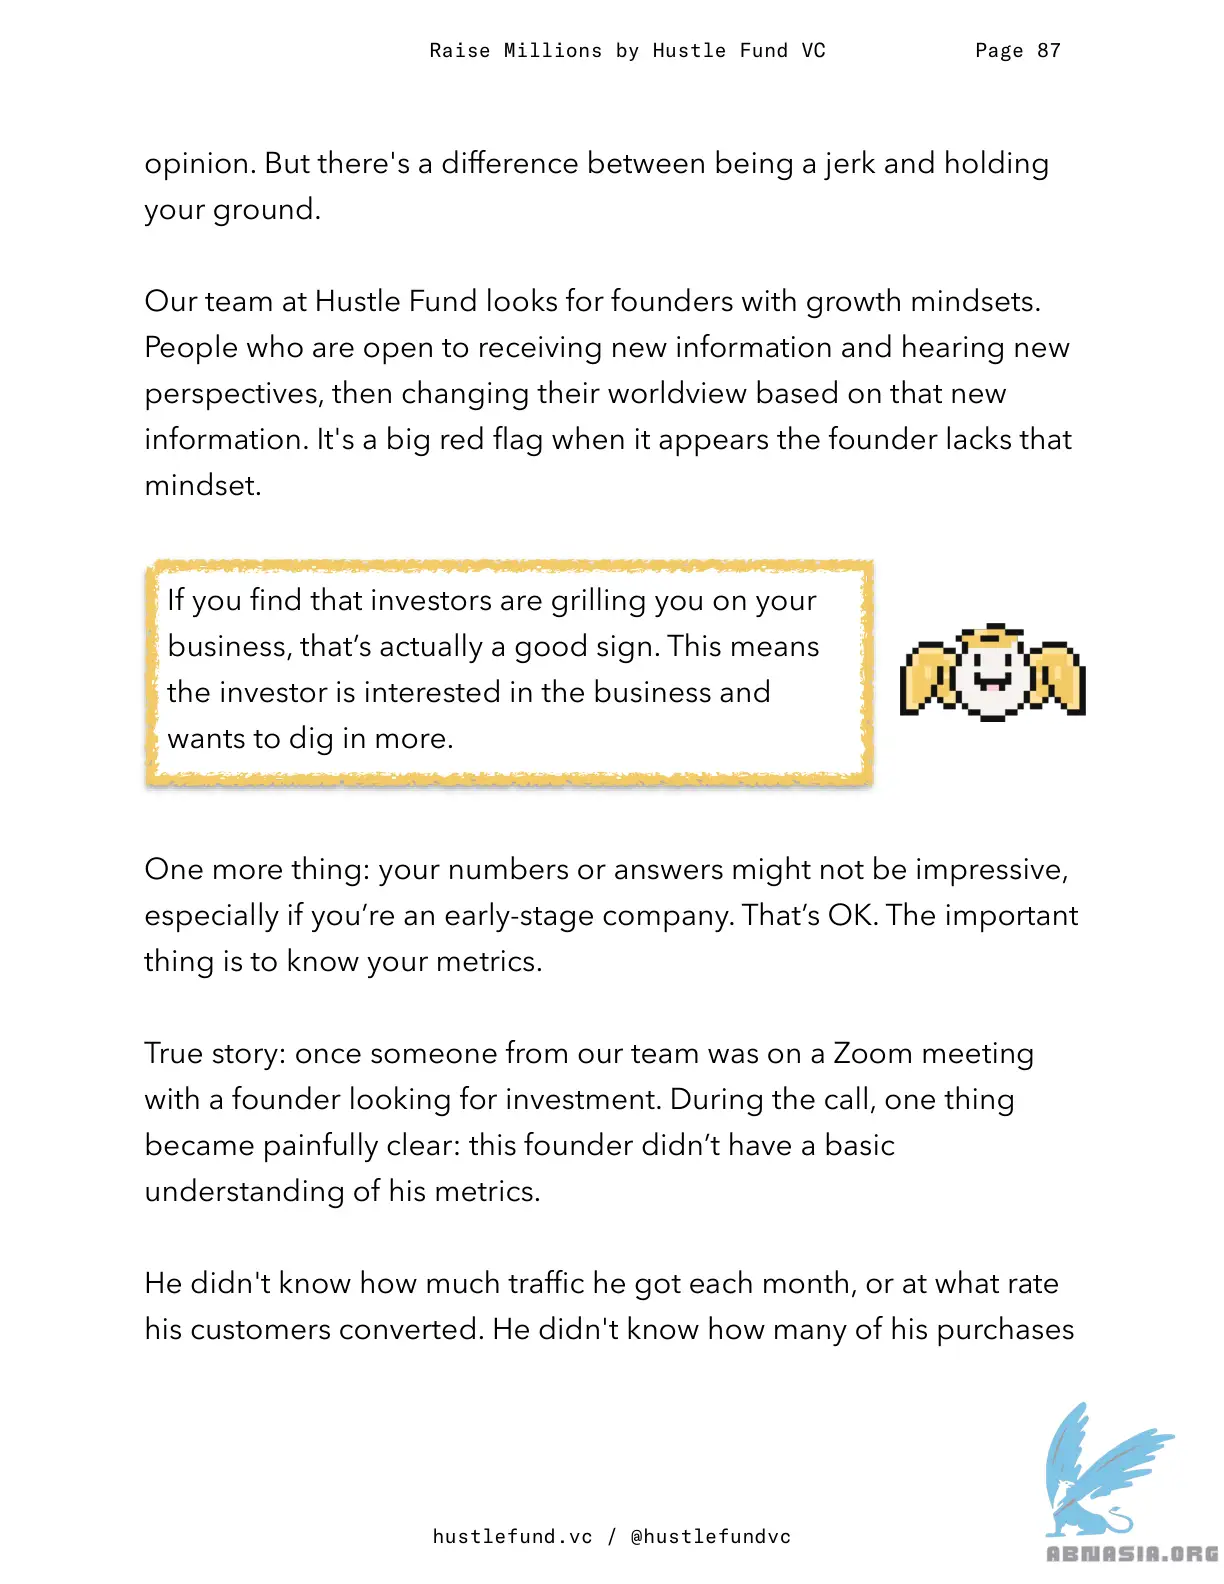 Raise Millions by Hustle Fund VC Page 87
opinion. But there's a difference between being a jerk and holding
your ground.
Our team at Hustle Fund looks for founders with growth mindsets.
People who are open to receiving new information and hearing new
perspectives, then changing their worldview based on that new
information. It's a big red flag when it appears the founder lacks that
mindset.
If you find that investors are grilling you on your
business, that’s actually a good sign. This means
the investor is interested in the business and
wants to dig in more.
One more thing: your numbers or answers might not be impressive,
especially if you’re an early-stage company. That’s OK. The important
thing is to know your metrics.
True story: once someone from our team was on a Zoom meeting
with a founder looking for investment. During the call, one thing
became painfully clear: this founder didn’t have a basic
understanding of his metrics.
He didn't know how much traffic he got each month, or at what rate
his customers converted. He didn't know how many of his purchases
hustlefund.vc / @hustlefundvc
ABNASIA.ORG